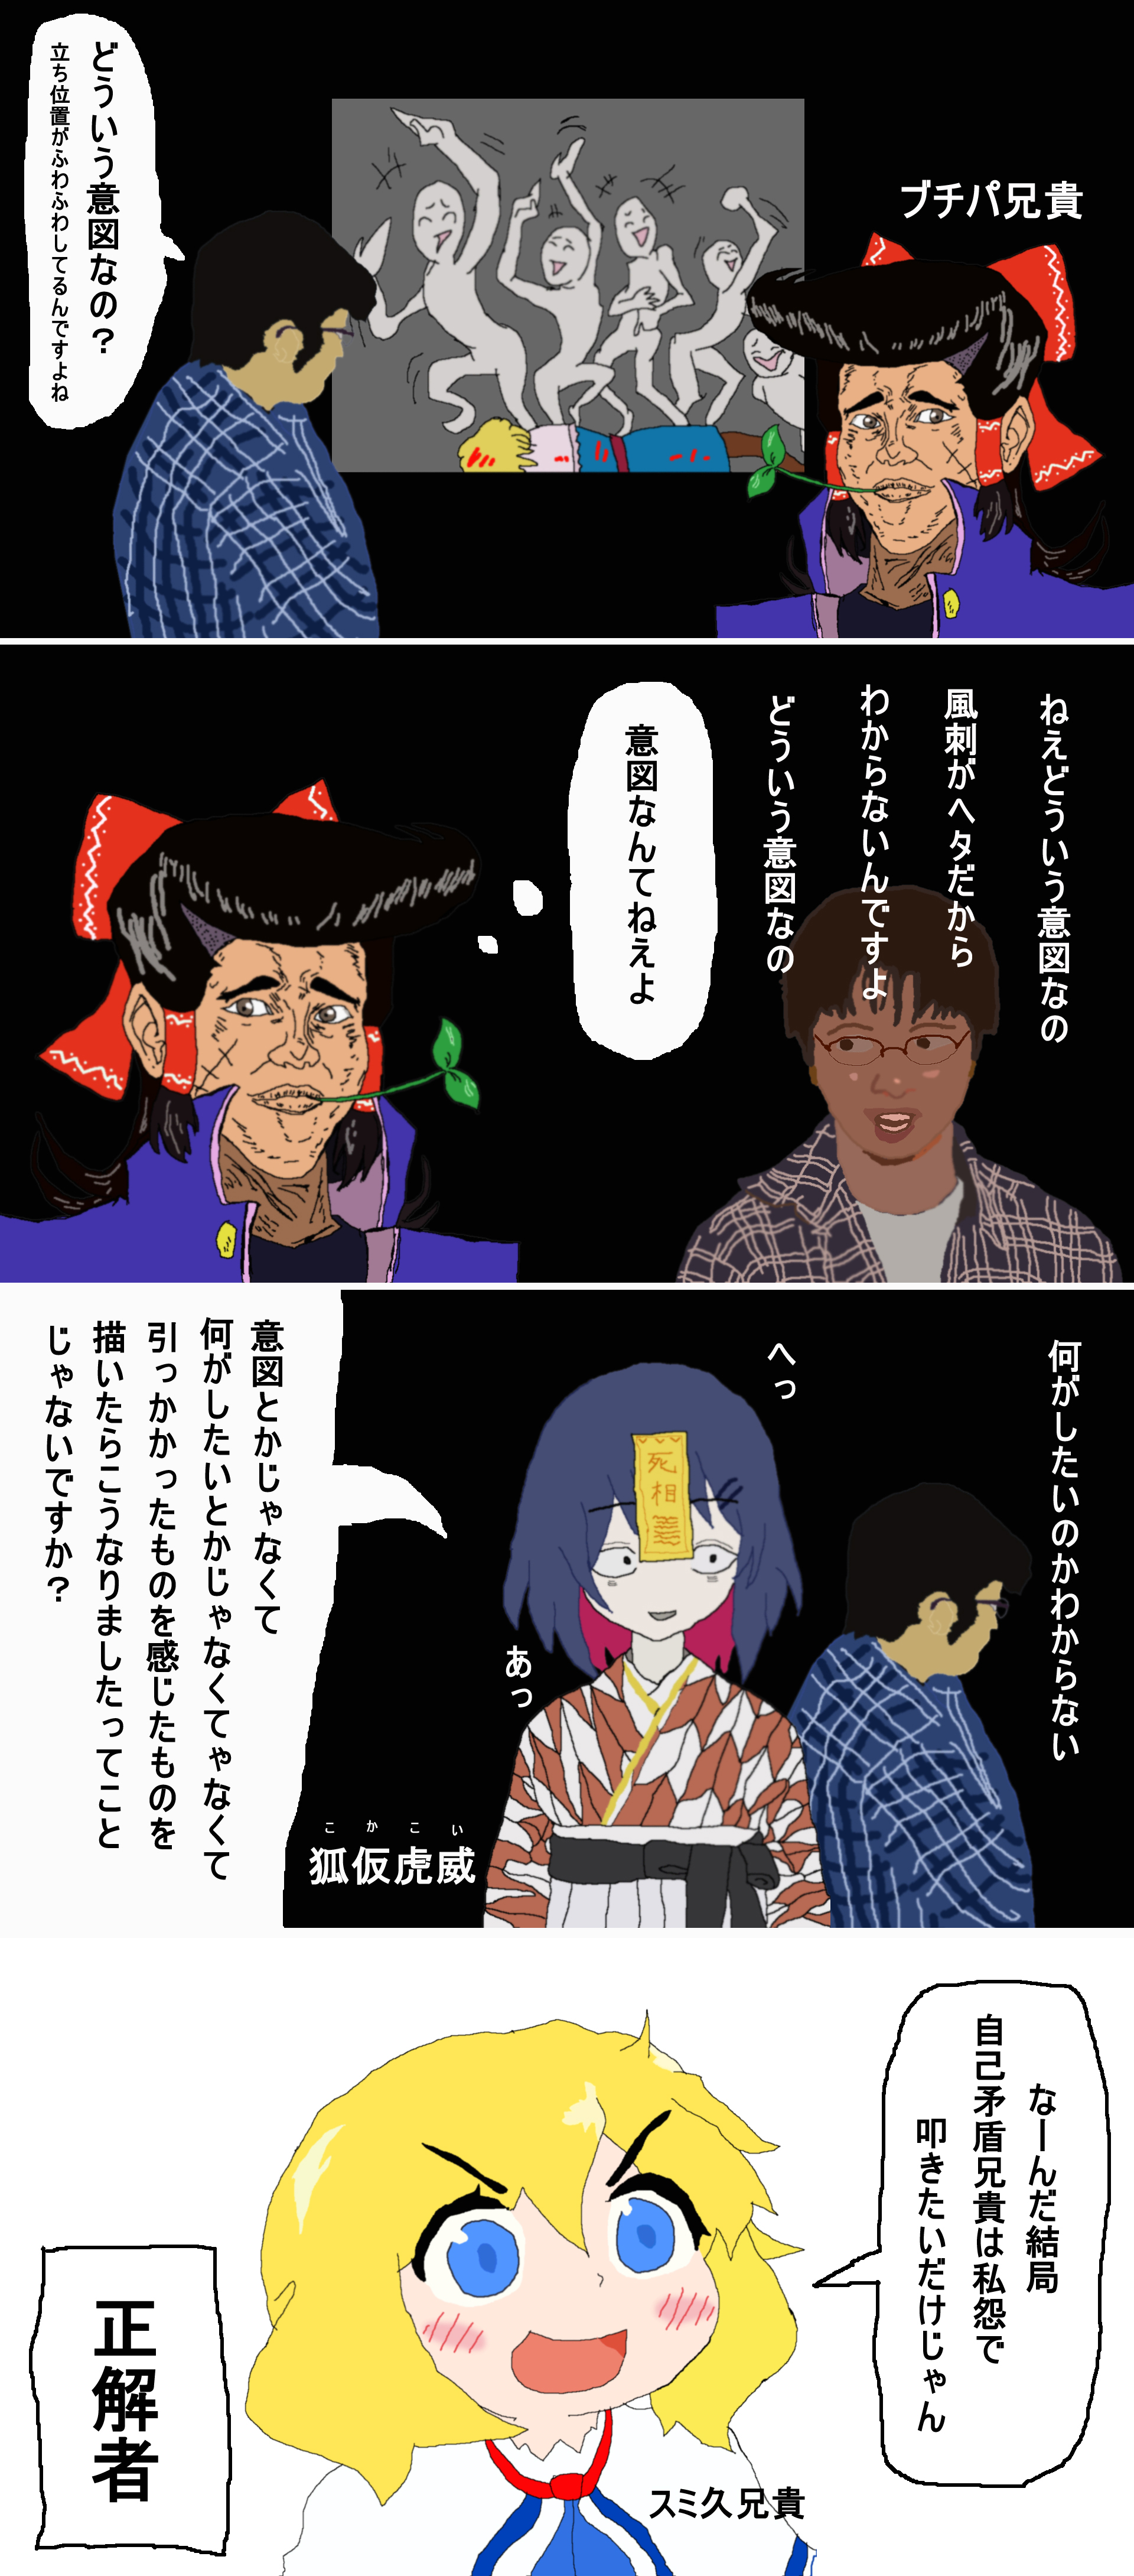 どういう意図なの？
立ち位置がふわふわしてるんですよね
ブチパ兄貴
ねえどういう意図なの
風刺がヘタだから
わからないんですよ
どういう意図なの
意図なんてねえよ
何がしたいのかわからない
へっ
死相
あっ
意図とかじゃなくて
何がしたいとかじゃなくてゃなくて
引っかかったものを感じたものを
描いたらこうなりましたってこと
じゃないですか？
こかこい
狐仮虎威
なーんだ結局
自己矛盾兄貴は私怨で
叩きたいだけじゃん
スミ久兄貴
正解者